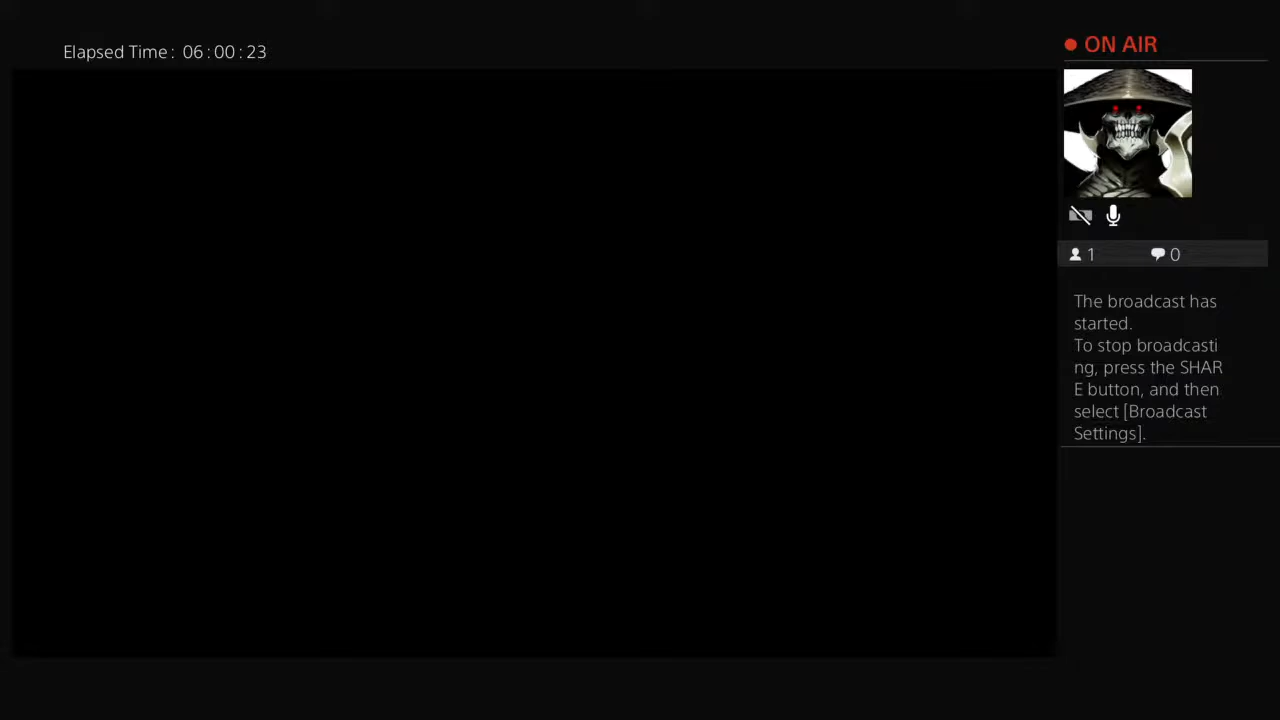 Elapsed Time: 06:00:23
ON AIR
1 0
The broadcast has
started.
To stop broadcasti
ng, press the SHAR
E button, and then
select [Broadcast
Settings].